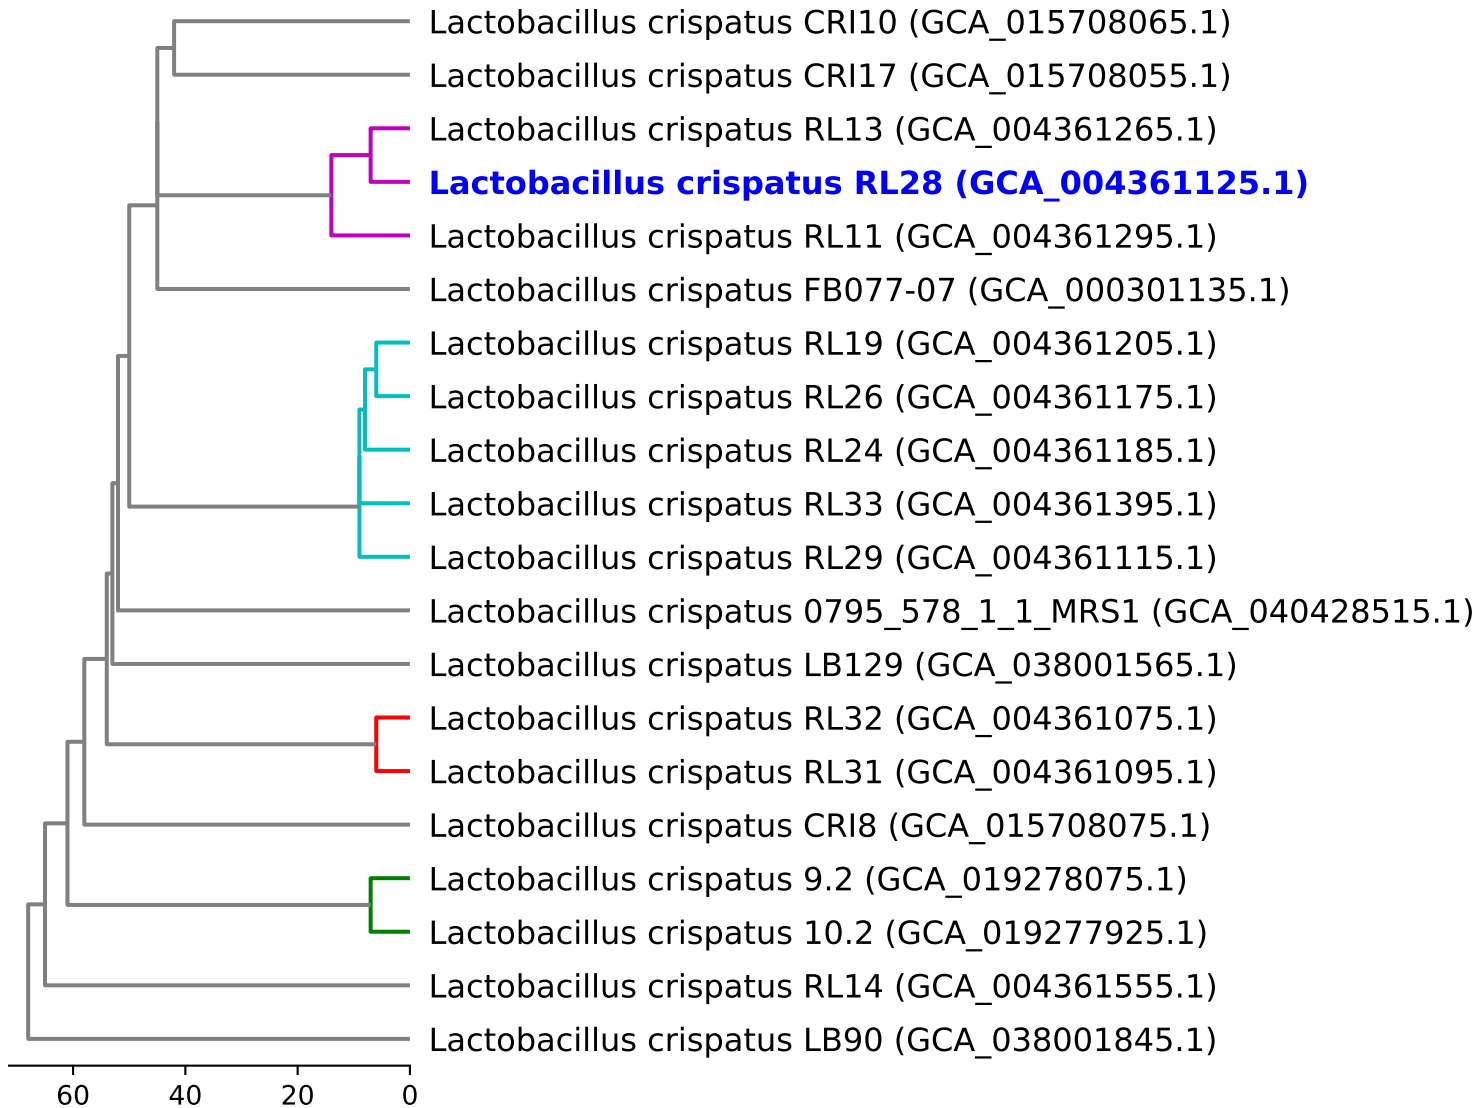 Lactobacillus crispatus CRI10 (GCA_015708065.1)
Lactobacillus crispatus CRI17 (GCA_015708055.1)
Lactobacillus crispatus RL13 (GCA_004361265.1)
Lactobacillus crispatus RL28 (GCA_004361125.1)
Lactobacillus crispatus RL11 (GCA_004361295.1)
Lactobacillus crispatus FB077-07 (GCA_000301135.1)
Lactobacillus crispatus RL19 (GCA_004361205.1)
Lactobacillus crispatus RL26 (GCA_004361175.1)
Lactobacillus crispatus RL24 (GCA_004361185.1)
Lactobacillus crispatus RL33 (GCA_004361395.1)
Lactobacillus crispatus RL29 (GCA_004361115.1)
Lactobacillus crispatus 0795_578_1_1_MRS1 (GCA_040428515.1)
Lactobacillus crispatus LB129 (GCA_038001565.1)
Lactobacillus crispatus RL32 (GCA_004361075.1)
Lactobacillus crispatus RL31 (GCA_004361095.1)
Lactobacillus crispatus CRI8 (GCA_015708075.1)
Lactobacillus crispatus 9.2 (GCA_019278075.1)
Lactobacillus crispatus 10.2 (GCA_019277925.1)
Lactobacillus crispatus RL14 (GCA_004361555.1)
Lactobacillus crispatus LB90 (GCA_038001845.1)
60 40 20 0